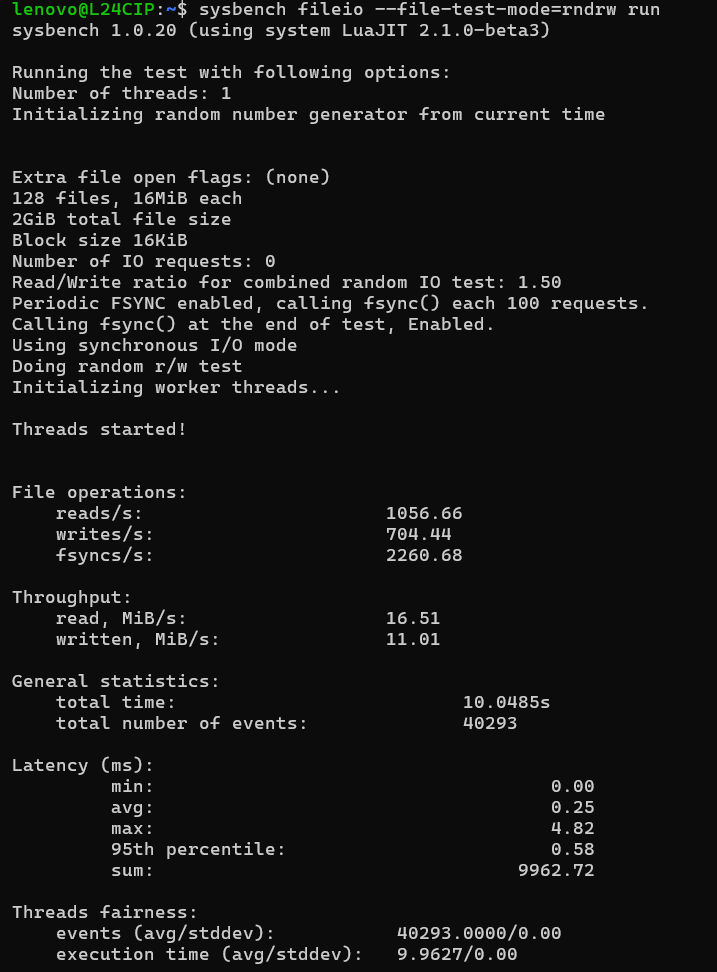 lenovo@L24CIP:~$ sysbench fileio --file-test-mode=rndrw run
sysbench 1.0.20 (using system LuaJIT 2.1.0-beta3)
Running the test with following options:
Number of threads: 1
Initializing random number generator from current time
Extra file open flags: (none)
128 files, 16MiB each
2GiB total file size
Block size 16KiB
Number of IO requests: 0
Read/Write ratio for combined random IO test: 1.50
Periodic FSYNC enabled, calling fsync() each 100 requests.
Calling fsync() at the end of test, Enabled.
Using synchronous I/O mode
Doing random r/w test
Initializing worker threads...
Threads started!
File operations:
reads/s: 1056.66
writes/s: 704.44
fsyncs/s: 2260.68
Throughput:
read, MiB/s: 16.51
written, MiB/s: 11.01
General statistics:
total time: 10.0485s
total number of events: 40293
Latency (ms):
min: 0.00
avg: 0.25
max: 4.82
95th percentile: 0.58
sum: 9962.72
Threads fairness:
events (avg/stddev): 40293.0000/0.00
execution time (avg/stddev): 9.9627/0.00